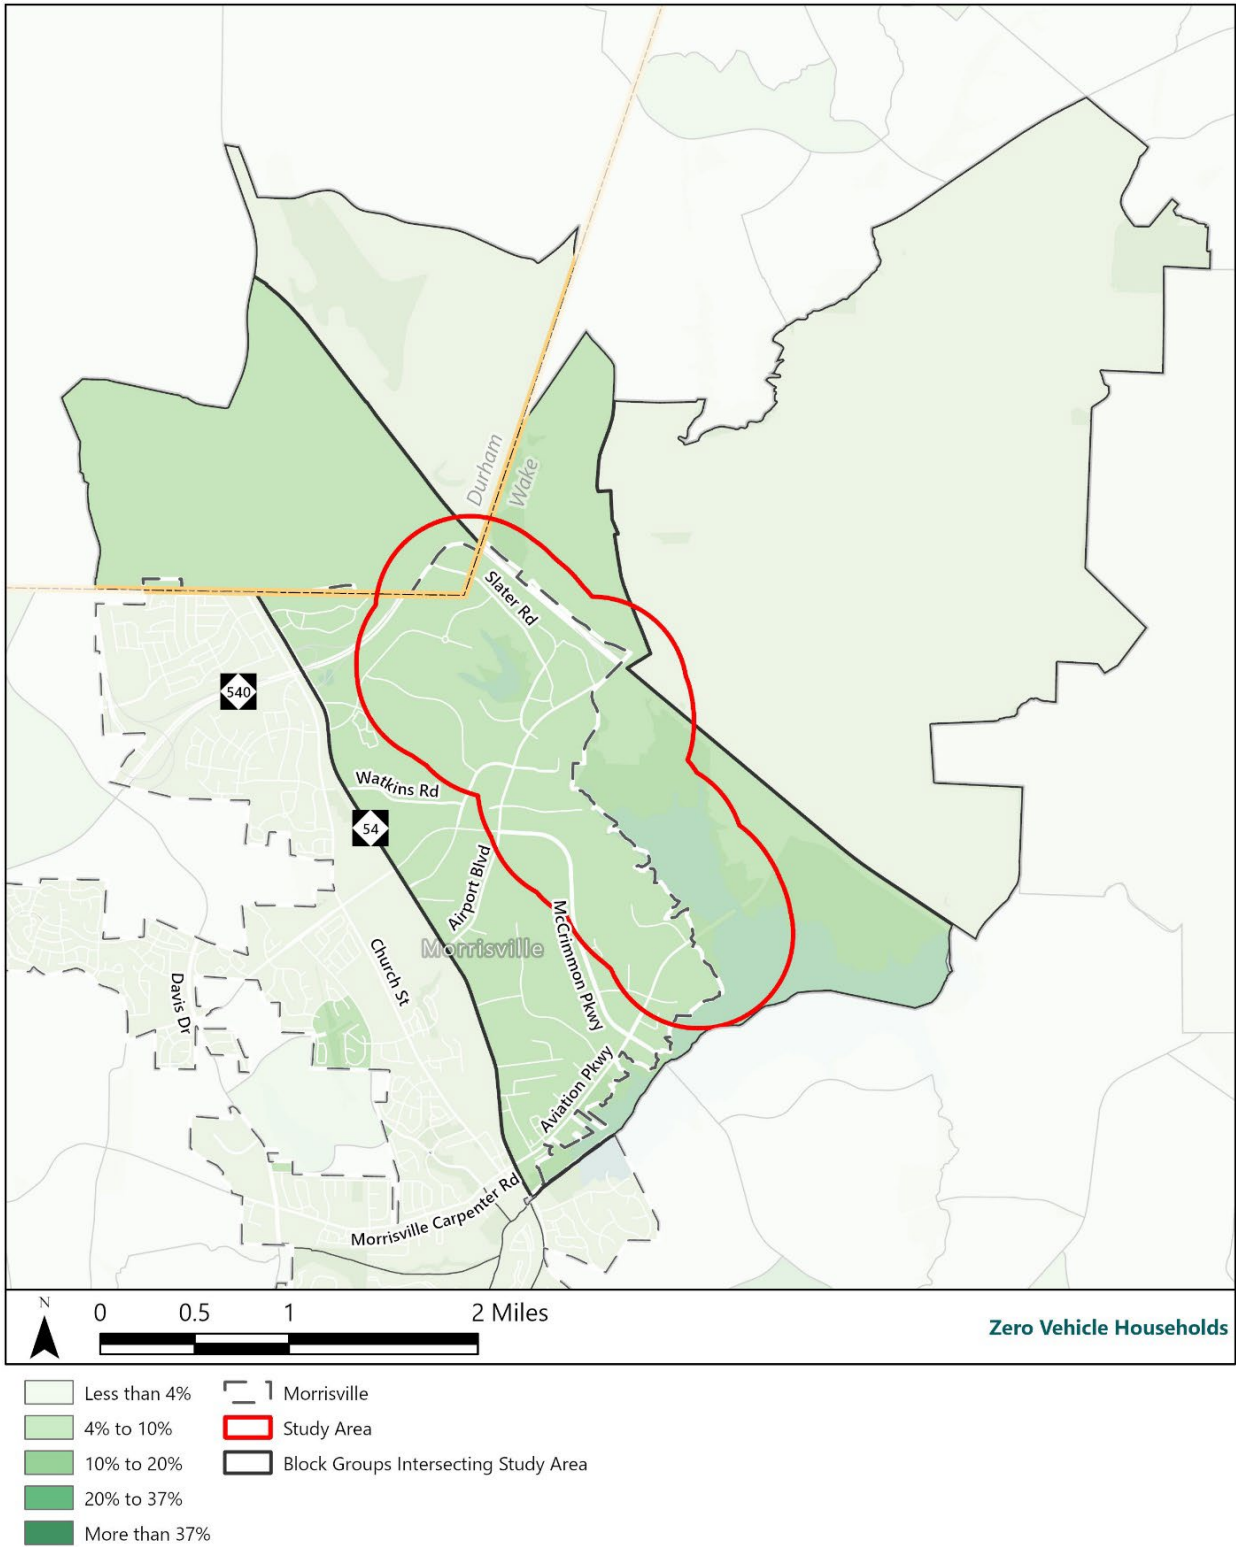 Durham
Wake
Slater Rd
540
Watkins Rd
54
Airport Blvd
McCrimmon Pkwy
Morrisville
Church St
Davis Dr
Aviation Pkwy
Morrisville Carpenter Rd
N
0 0.5 1 2 Miles
Zero Vehicle Households
Less than 4%
4% to 10%
10% to 20%
20% to 37%
More than 37%
Morrisville
Study Area
Block Groups Intersecting Study Area